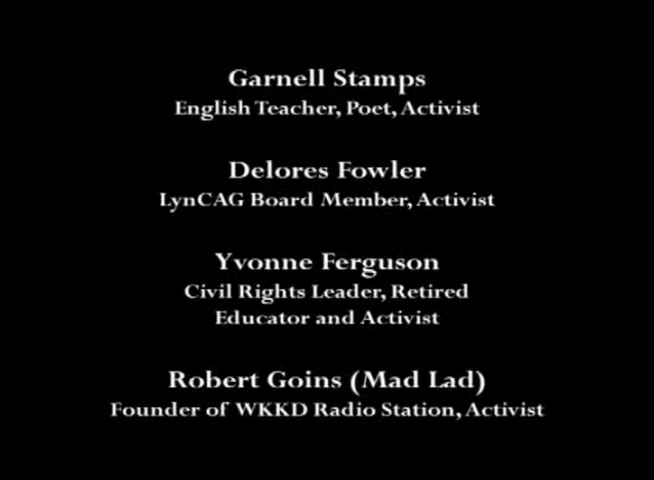 Garnell Stamps
English Teacher, Poet, Activist
Delores Fowler
LynCAG Board Member, Activist
Yvonne Ferguson
Civil Rights Leader, Retired
Educator and Activist
Robert Goins (Mad Lad)
Founder of WKKD Radio Station, Activist